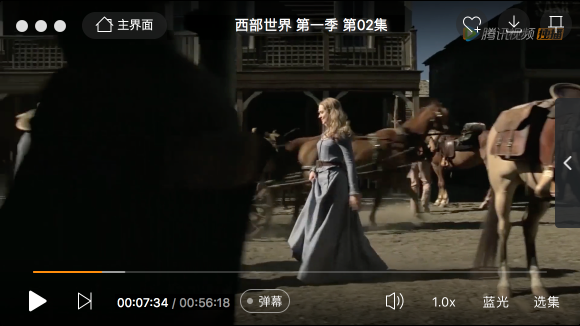 主界面
西部世界 第一季 第02集
腾讯视频
00:07:34 / 00:56:18
弹幕
1.0x
蓝光
选集